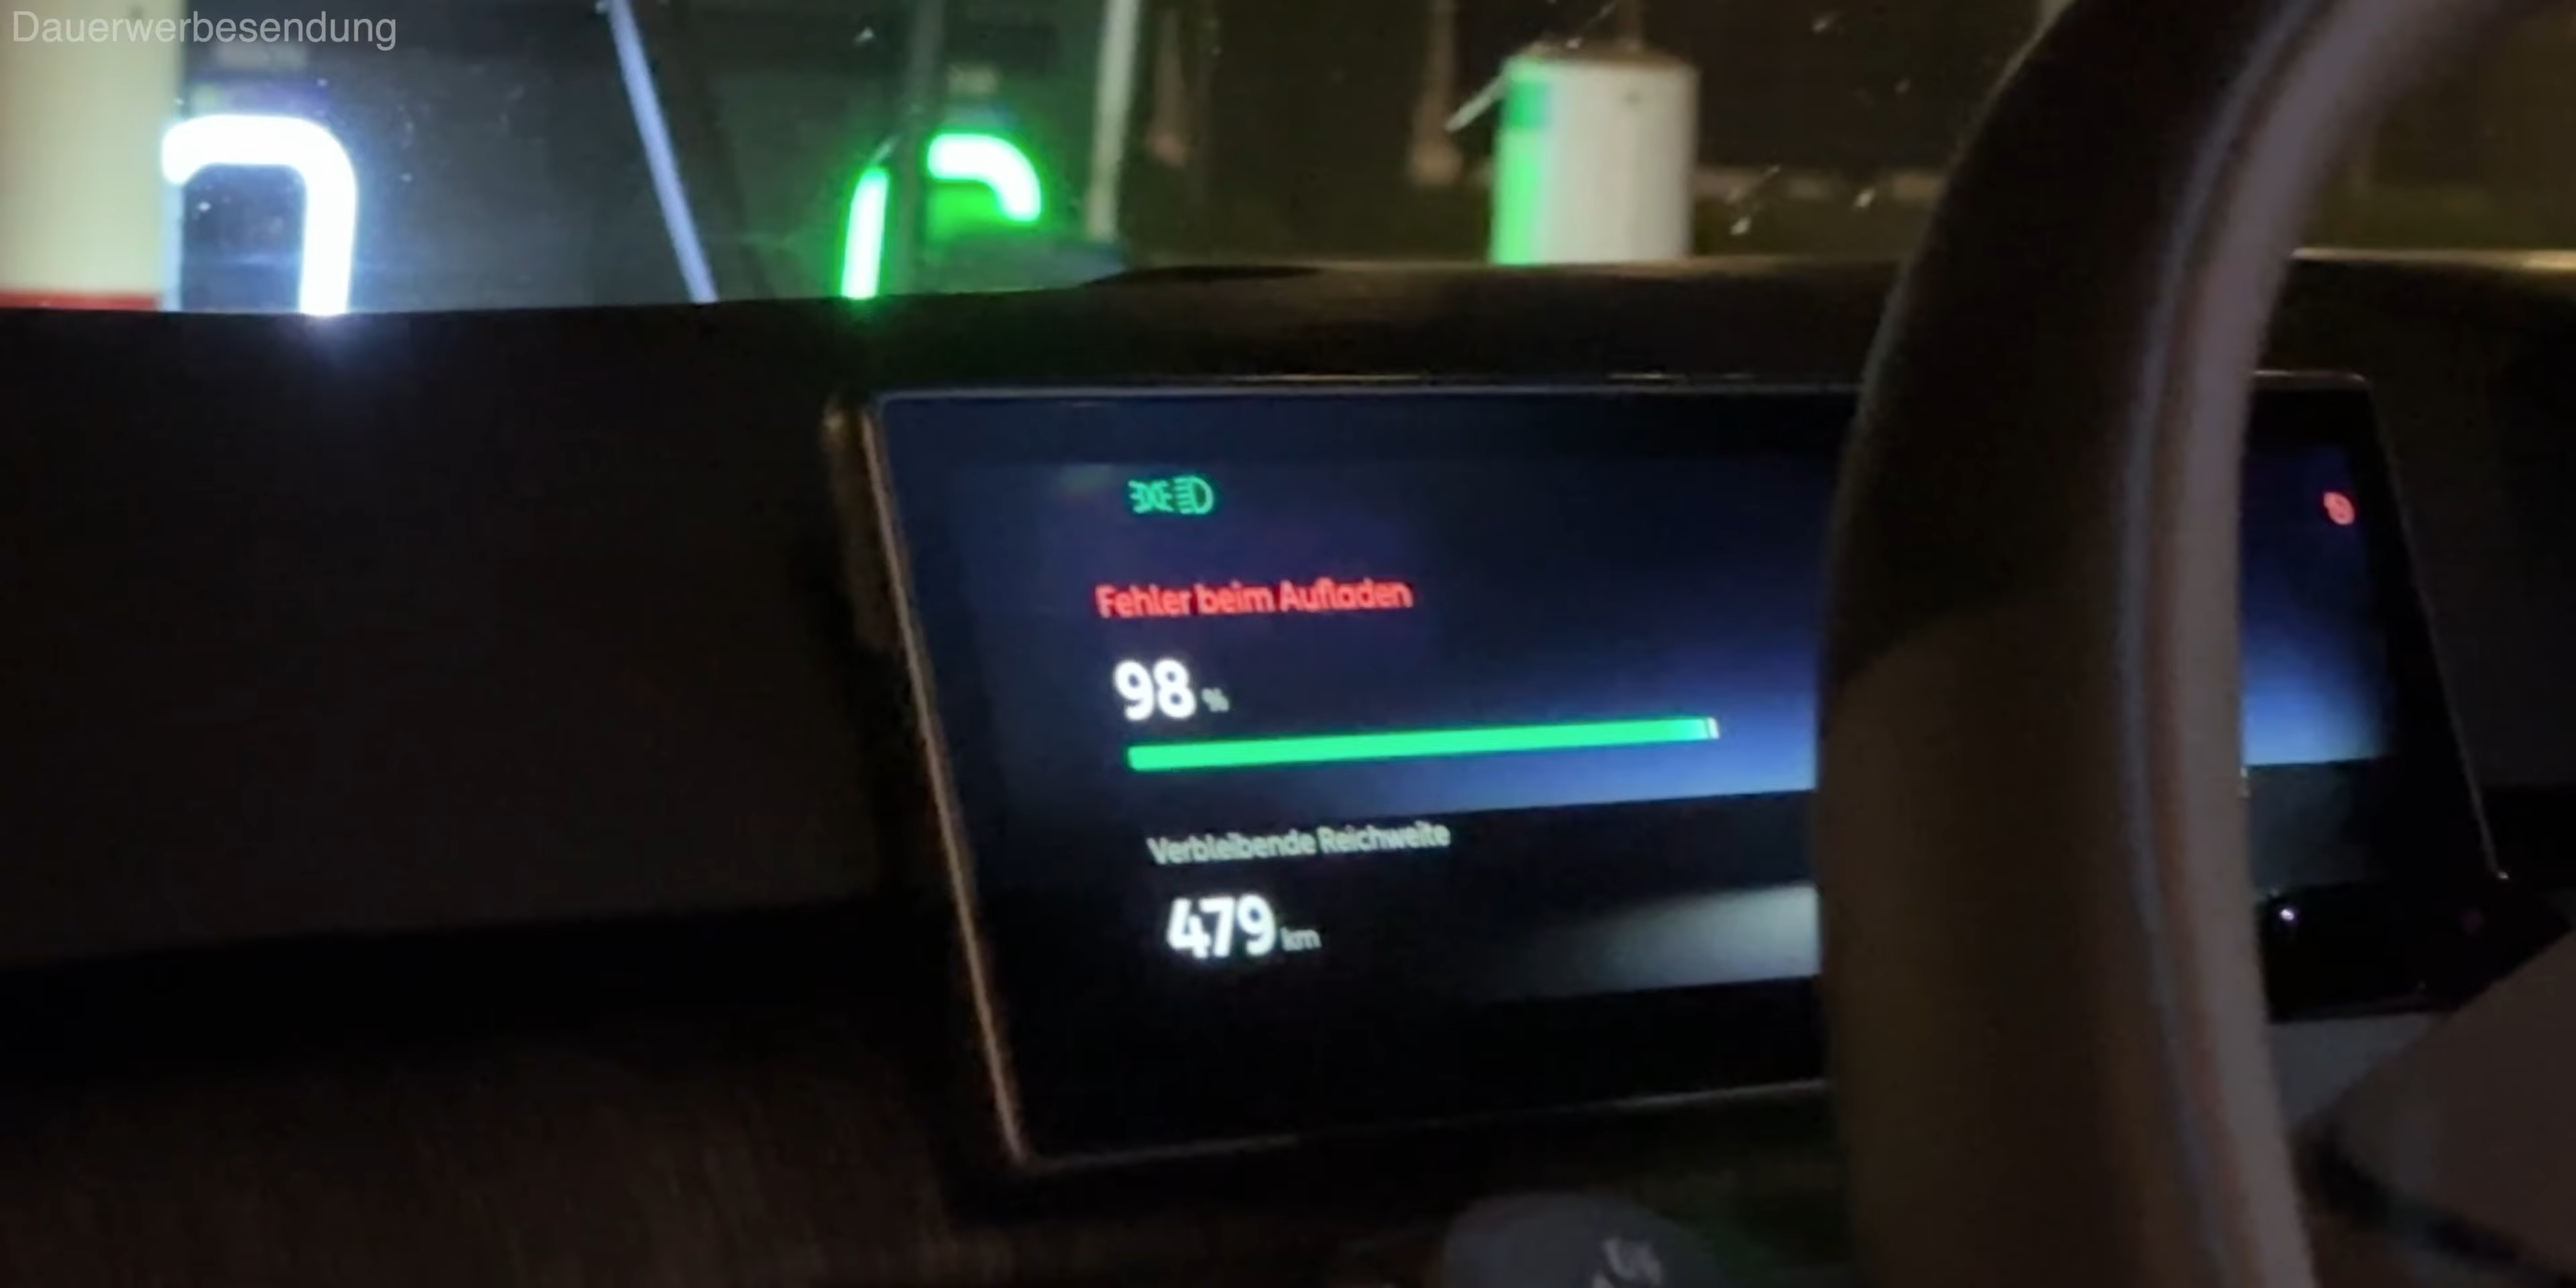 Dauerwerbesendung
Fehler beim Aufladen
98 %
Verbleibende Reichweite
479 km